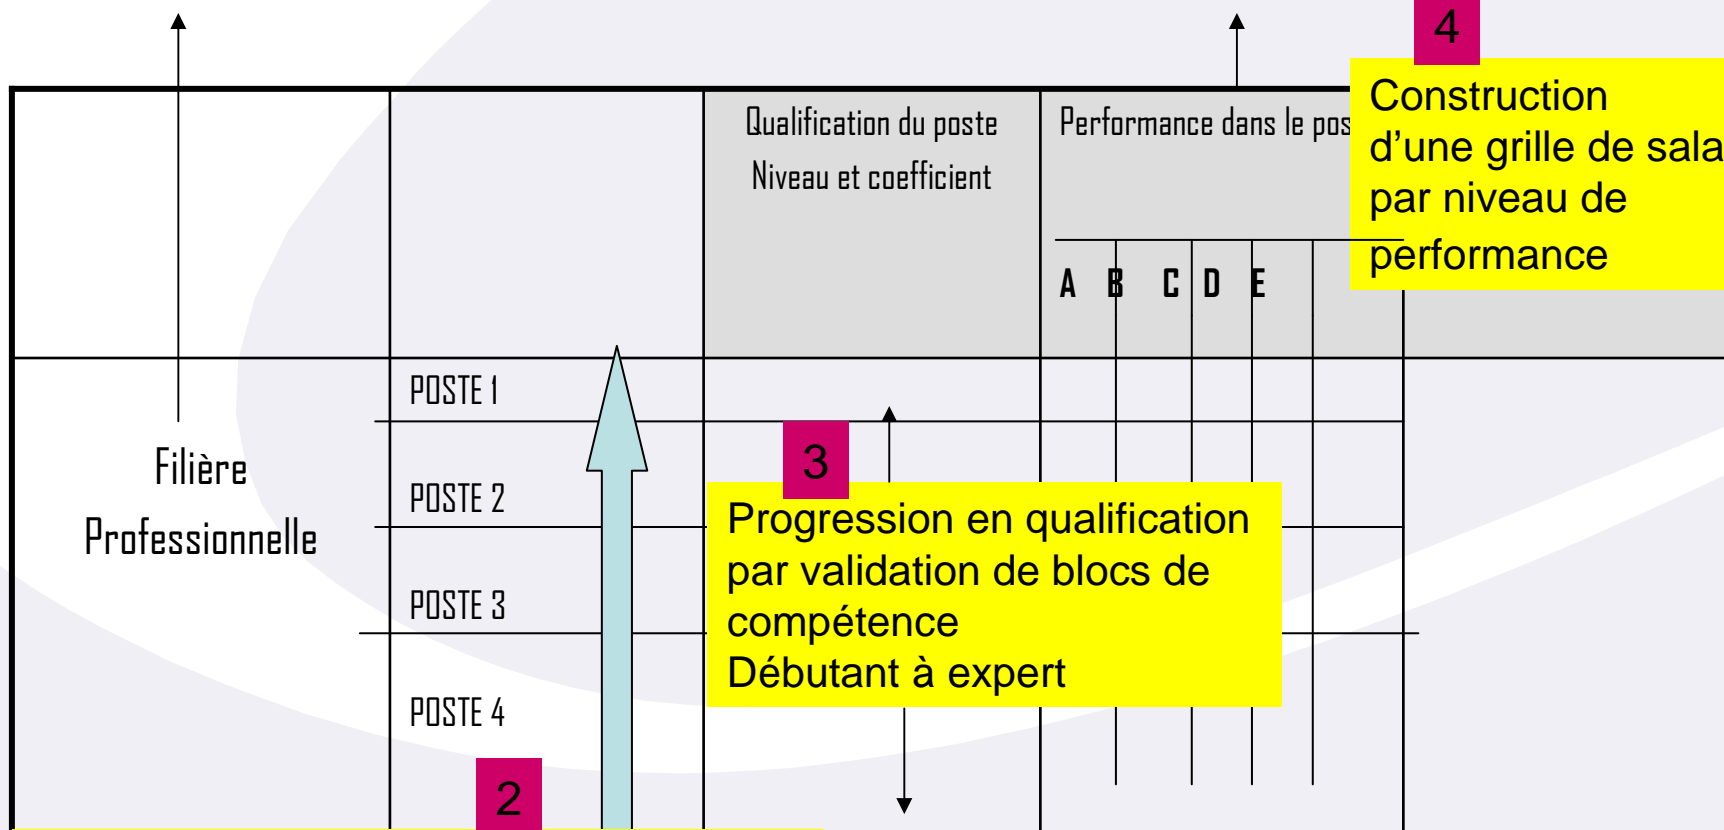 4
Construction
d’une grille de sala
par niveau de
performance
Qualification du poste
Niveau et coefficient
Performance dans le pos
A B C D E
POSTE 1
Filière
Professionnelle
POSTE 2
POSTE 3
POSTE 4
3
Progression en qualification
par validation de blocs de
compétence
Débutant à expert
2